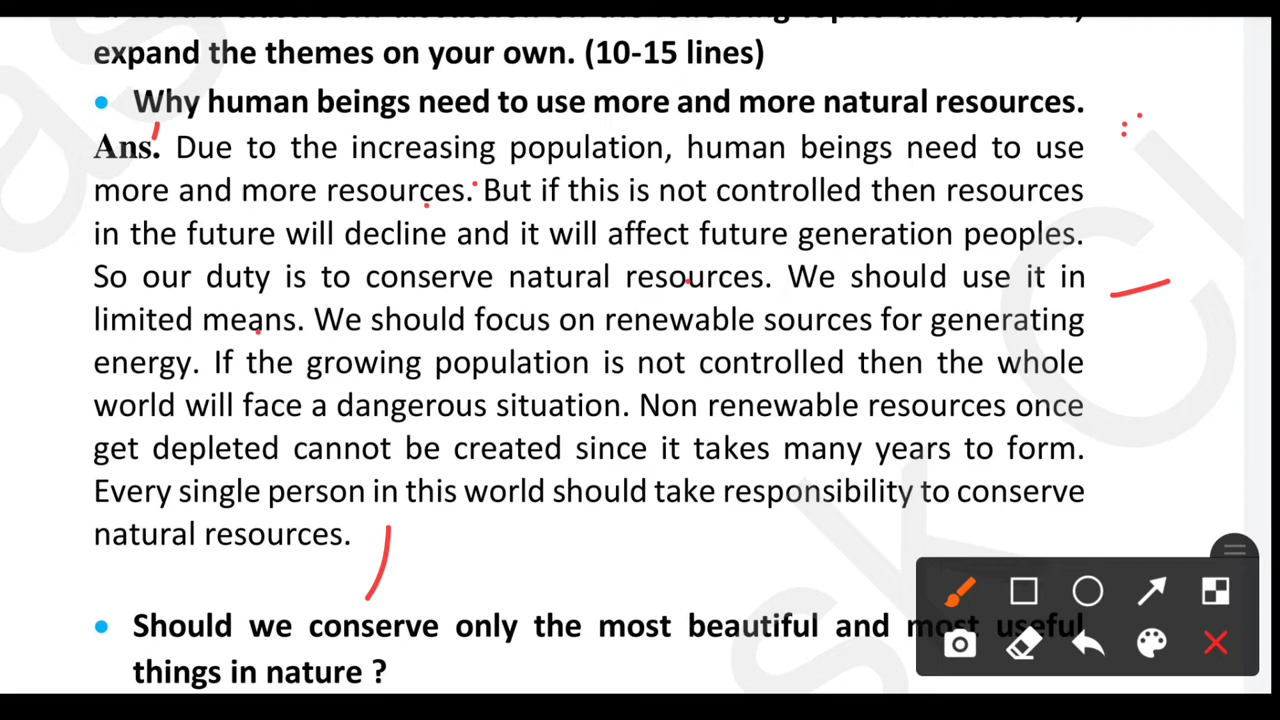 expand the themes on your own. (10-15 lines)
• Why human beings need to use more and more natural resources.
Ans. Due to the increasing population, human beings need to use
more and more resources. But if this is not controlled then resources
in the future will decline and it will affect future generation peoples.
So our duty is to conserve natural resources. We should use it in
limited means. We should focus on renewable sources for generating
energy. If the growing population is not controlled then the whole
world will face a dangerous situation. Non renewable resources once
get depleted cannot be created since it takes many years to form.
Every single person in this world should take responsibility to conserve
natural resources.
• Should we conserve only the most beautiful and most useful
things in nature ?